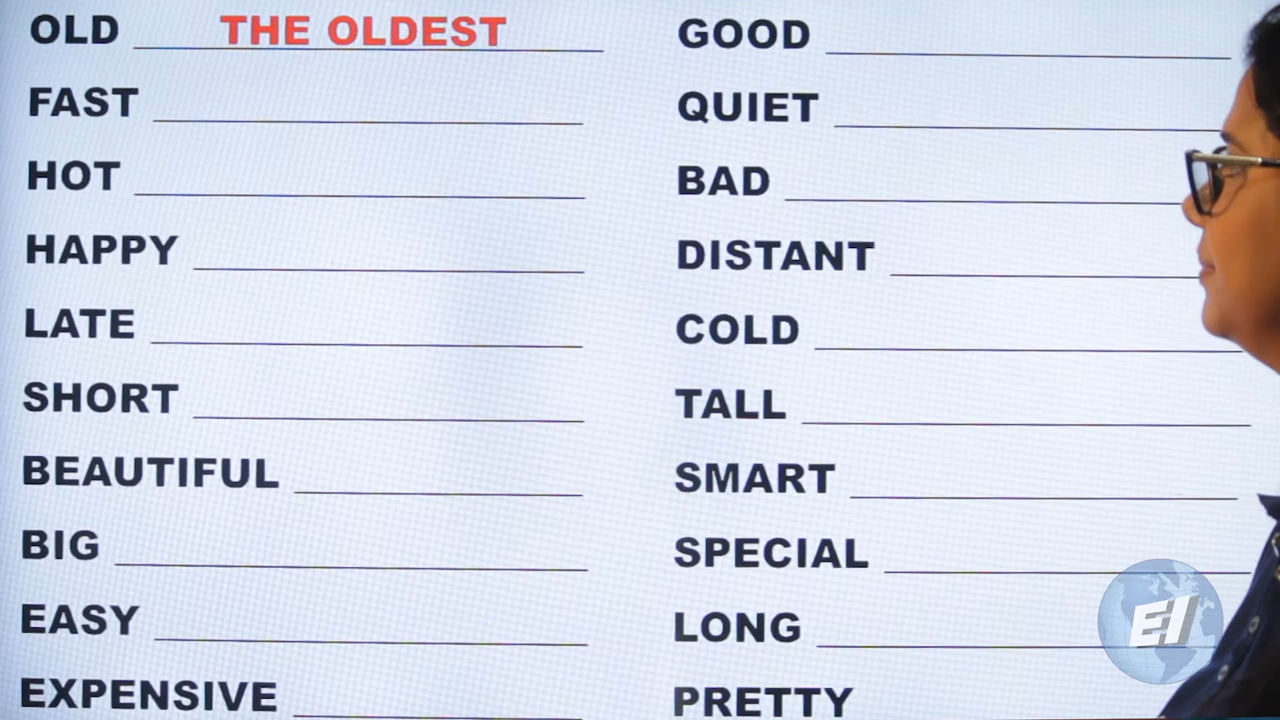 OLD THE OLDEST
FAST
HOT
HAPPY
LATE
SHORT
BEAUTIFUL
BIG
EASY
EXPENSIVE
GOOD
QUIET
BAD
DISTANT
COLD
TALL
SMART
SPECIAL
LONG
PRETTY
EI